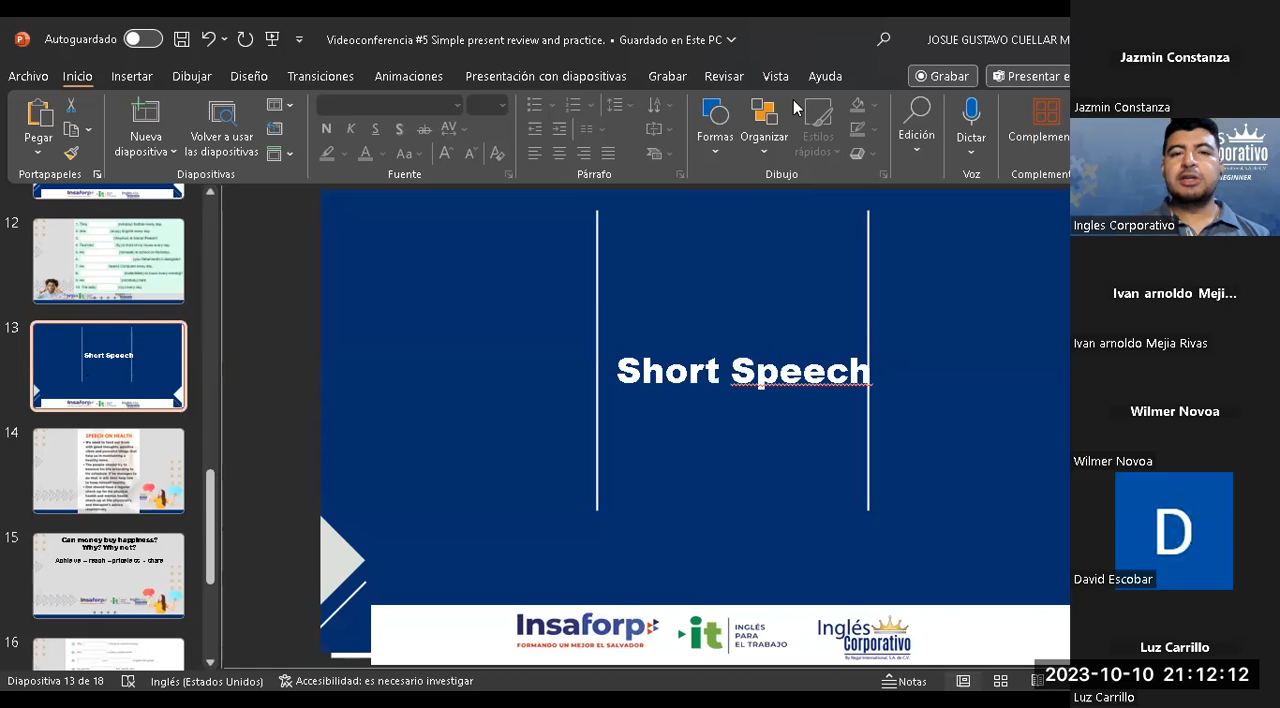 Autoguardado
Videoconferencia #5 Simple present review and practice. • Guardado en Este PC
JOSUE GUSTAVO CUELLAR M
Archivo Inicio Insertar Dibujar Diseño Transiciones Animaciones Presentación con diapositivas Grabar Revisar Vista Ayuda
Grabar
Presentar e
Pegar
Nueva diapositiva
Volver a usar las diapositivas
N K S S ab AV
A Aa A A A
Formas
Organizar
Estilos rápidos
Edición
Dictar
Complemen
Portapapeles
Diapositivas
Fuente
Párrafo
Dibujo
Voz
Complement
12
13
Short Speech
14
SPEECH ON HEALTH
15
Can money buy happiness?
Why? Why not?
16
Short Speech
Insaforp
FORMANDO UN MEJOR EL SALVADOR
it
INGLÉS
PARA
EL TRABAJO
Inglés
Corporativo
Diapositiva 13 de 18
Inglés (Estados Unidos)
Accesibilidad: es necesario investigar
Notas
Jazmin Constanza
Jazmin Constanza
Ingles Corporativo
Ivan arnoldo Meji...
Ivan arnoldo Mejia Rivas
Wilmer Novoa
Wilmer Novoa
D
David Escobar
Luz Carrillo
2023-10-10 21:12:12
Luz Carrillo